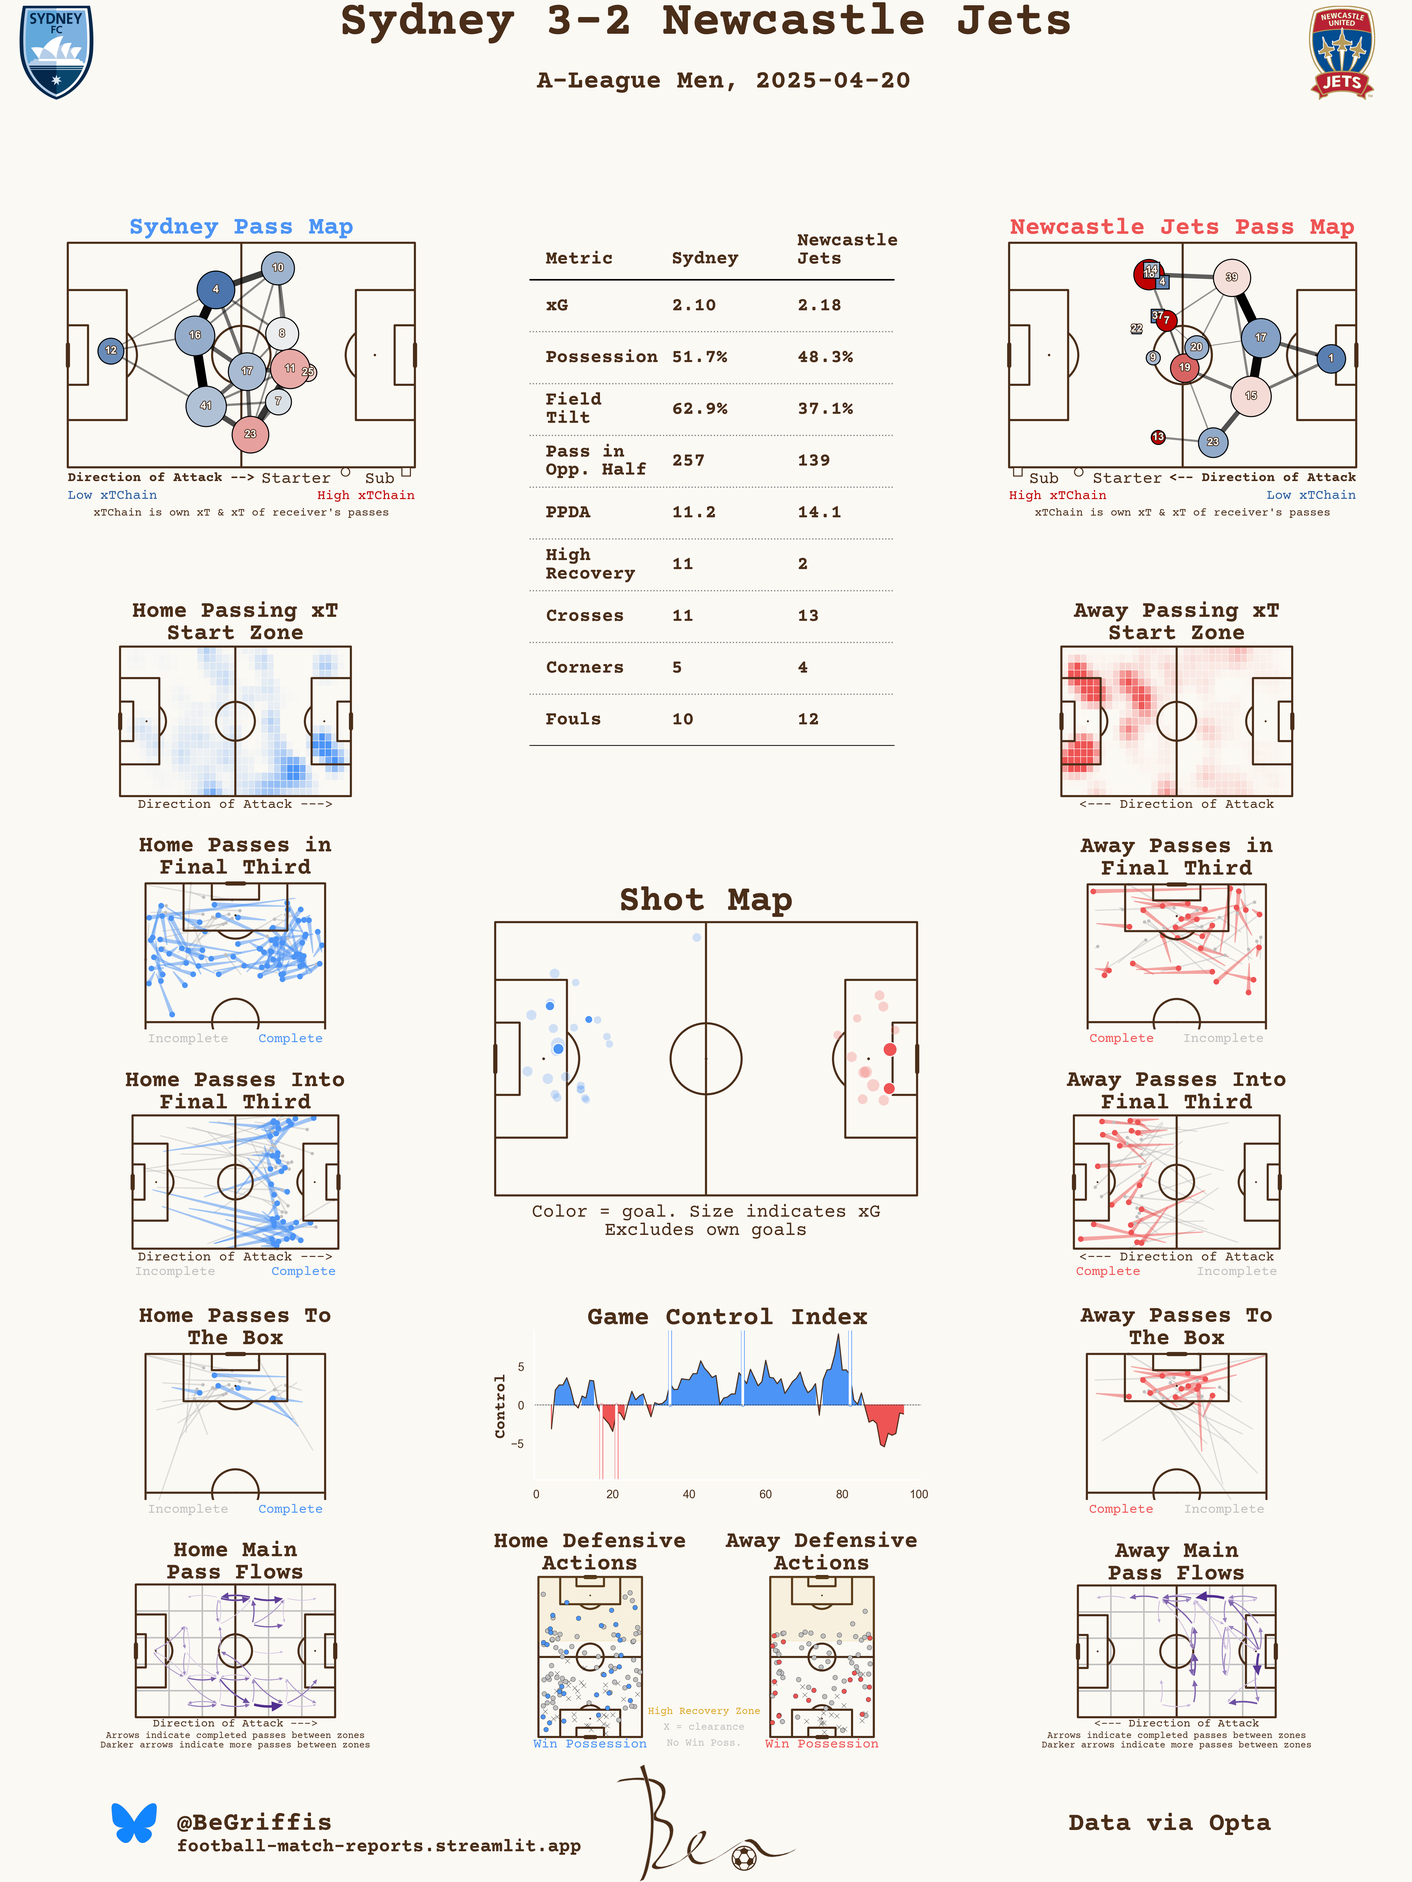 Sydney 3-2 Newcastle Jets
A-League Men, 2025-04-20
SYDNEY
FC
NEWCASTLE
UNITED
JETS
Sydney Pass Map
10
4
16
8
12
17
11
25
7
41
23
Direction of Attack --> Starter Sub
Low xTChain High xTChain
xTChain is own xT & xT of receiver's passes
Metric Sydney Newcastle
Jets
xG 2.10 2.18
Possession 51.7% 48.3%
Field
Tilt 62.9% 37.1%
Pass in
Opp. Half 257 139
PPDA 11.2 14.1
High
Recovery 11 2
Crosses 11 13
Corners 5 4
Fouls 10 12
Newcastle Jets Pass Map
14
4
39
37
7
22
17
20
9
1
19
15
13
23
Sub Starter <-- Direction of Attack
High xTChain Low xTChain
xTChain is own xT & xT of receiver's passes
Home Passing xT
Start Zone
Direction of Attack --->
Away Passing xT
Start Zone
<--- Direction of Attack
Home Passes in
Final Third
Incomplete Complete
Away Passes in
Final Third
Complete Incomplete
Shot Map
Color = goal. Size indicates xG
Excludes own goals
Home Passes Into
Final Third
Direction of Attack --->
Incomplete Complete
Away Passes Into
Final Third
<--- Direction of Attack
Complete Incomplete
Home Passes To
The Box
Incomplete Complete
Game Control Index
Control
5
0
−5
0 20 40 60 80 100
Away Passes To
The Box
Complete Incomplete
Home Main
Pass Flows
Direction of Attack --->
Arrows indicate completed passes between zones
Darker arrows indicate more passes between zones
Home Defensive
Actions
Win Possession
High Recovery Zone
X = clearance
No Win Poss.
Away Defensive
Actions
Win Possession
Away Main
Pass Flows
<--- Direction of Attack
Arrows indicate completed passes between zones
Darker arrows indicate more passes between zones
@BeGriffis
football-match-reports.streamlit.app
Ben
Data via Opta